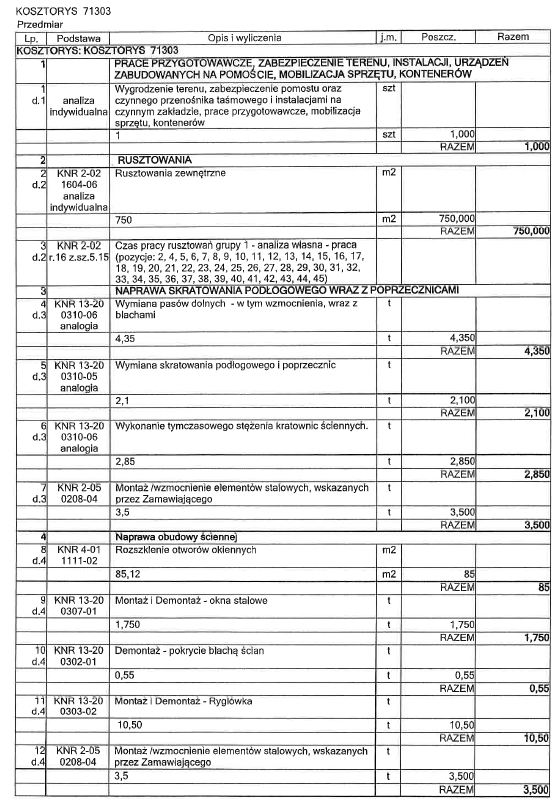 KOSZTORYS 71303
Przedmiar
Lp. Podstawa Opis i wyliczenia j.m. Poszcz. Razem
KOSZTORYS: KOSZTORYS 71303
1 PRACE PRZYGOTOWAWCZE, ZABEZPIECZENIE TERENU, INSTALACJI, URZĄDZEŃ
ZABUDOWANYCH NA POMOŚCIE, MOBILIZACJA SPRZĘTU, KONTENERÓW
1 Wygrodzenie terenu, zabezpieczenie pomostu oraz szt
d.1 analiza czynnego przenośnika taśmowego i instalacjami na
indywidualna czynnym zakładzie, prace przygotowawcze, mobilizacja
sprzętu, kontenerów
1 szt 1,000
RAZEM 1,000
2 RUSZTOWANIA
2 KNR 2-02 Rusztowania zewnętrzne m2
d.2 1604-06
analiza
indywidualna
750 m2 750,000
RAZEM 750,000
3 KNR 2-02 Czas pracy rusztowań grupy 1 - analiza własna - praca
d.2 r.16 z.sz.5.15 (pozycje: 2, 4, 5, 6, 7, 8, 9, 10, 11, 12, 13, 14, 15, 16, 17,
18, 19, 20, 21, 22, 23, 24, 25, 26, 27, 28, 29, 30, 31, 32,
33, 34, 35, 36, 37, 38, 39, 40, 41, 42, 43, 44, 45)
3 NAPRAWA SKRATOWANIA PODŁOGOWEGO WRAZ Z POPRZECZNICAMI
4 KNR 13-20 Wymiana pasów dolnych - w tym wzmocnienia, wraz z t
d.3 0310-06 blachami
analogia
4,35 t 4,350
RAZEM 4,350
5 KNR 13-20 Wymiana skratowania podłogowego i poprzecznic t
d.3 0310-05
analogia
2,1 t 2,100
RAZEM 2,100
6 KNR 13-20 Wykonanie tymczasowego stężenia kratownic ściennych. t
d.3 0310-06
analogia
2,85 t 2,850
RAZEM 2,850
7 KNR 2-05 Montaż /wzmocnienie elementów stalowych, wskazanych t
d.3 0208-04 przez Zamawiającego
3,5 t 3,500
RAZEM 3,500
4 Naprawa obudowy ściennej
8 KNR 4-01 Rozszklenie otworów okiennych m2
d.4 1111-02
85,12 m2 85
RAZEM 85
9 KNR 13-20 Montaż i Demontaż - okna stalowe t
d.4 0307-01
1,750 t 1,750
RAZEM 1,750
10 KNR 13-20 Demontaż - pokrycie blachą ścian t
d.4 0302-01
0,55 t 0,55
RAZEM 0,55
11 KNR 13-20 Montaż i Demontaż - Ryglówka t
d.4 0303-02
10,50 t 10,50
RAZEM 10,50
12 KNR 2-05 Montaż /wzmocnienie elementów stalowych, wskazanych t
d.4 0208-04 przez Zamawiającego
3,5 t 3,500
RAZEM 3,500